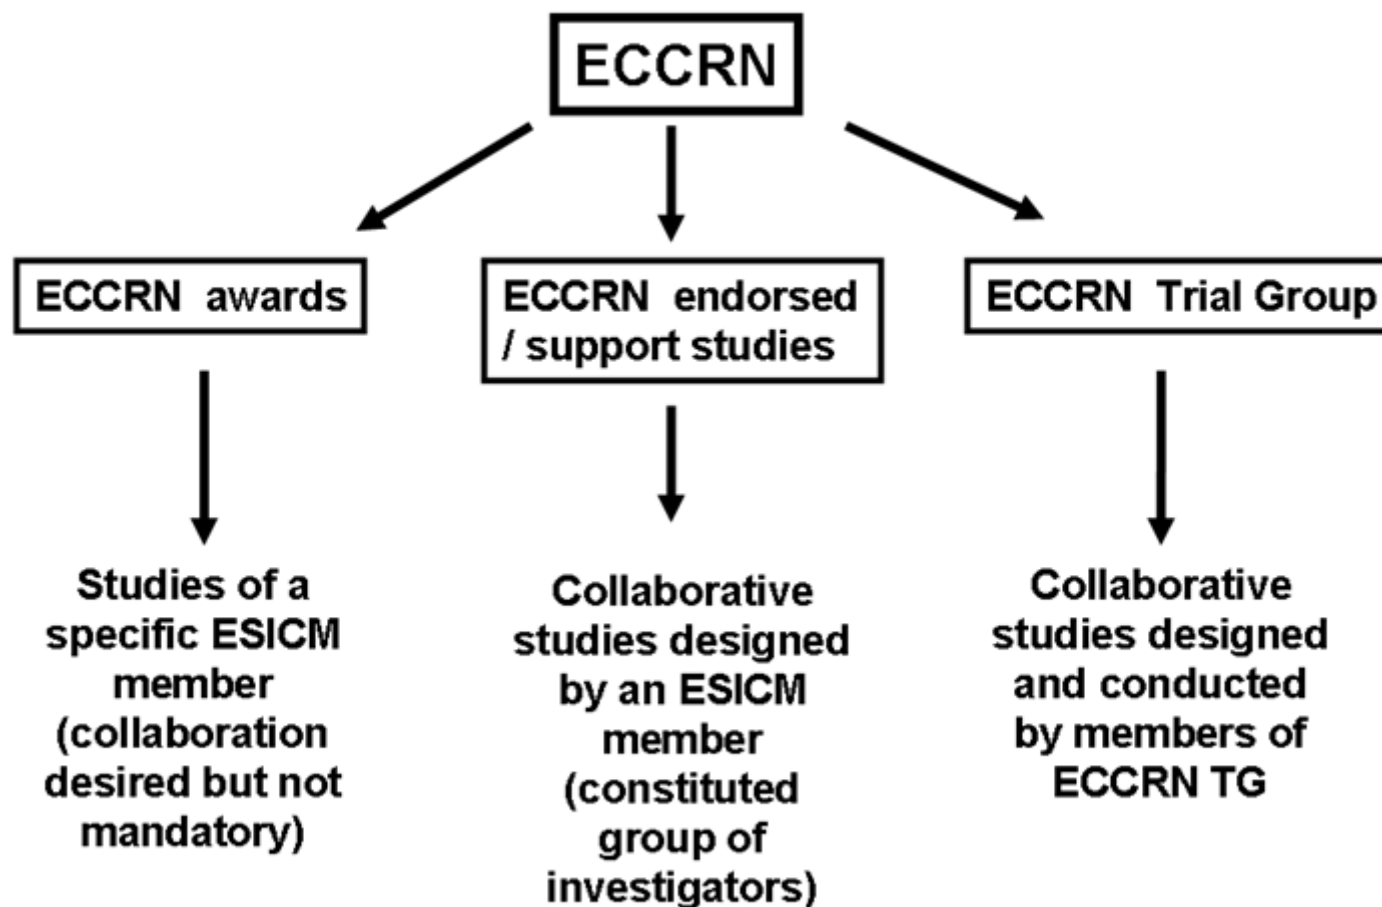 ECCRN
ECCRN awards
ECCRN endorsed
/ support studies
ECCRN Trial Group
Studies of a
specific ESICM
member
(collaboration
desired but not
mandatory)
Collaborative
studies designed
by an ESICM
member
(constituted
group of
investigators)
Collaborative
studies designed
and conducted
by members of
ECCRN TG